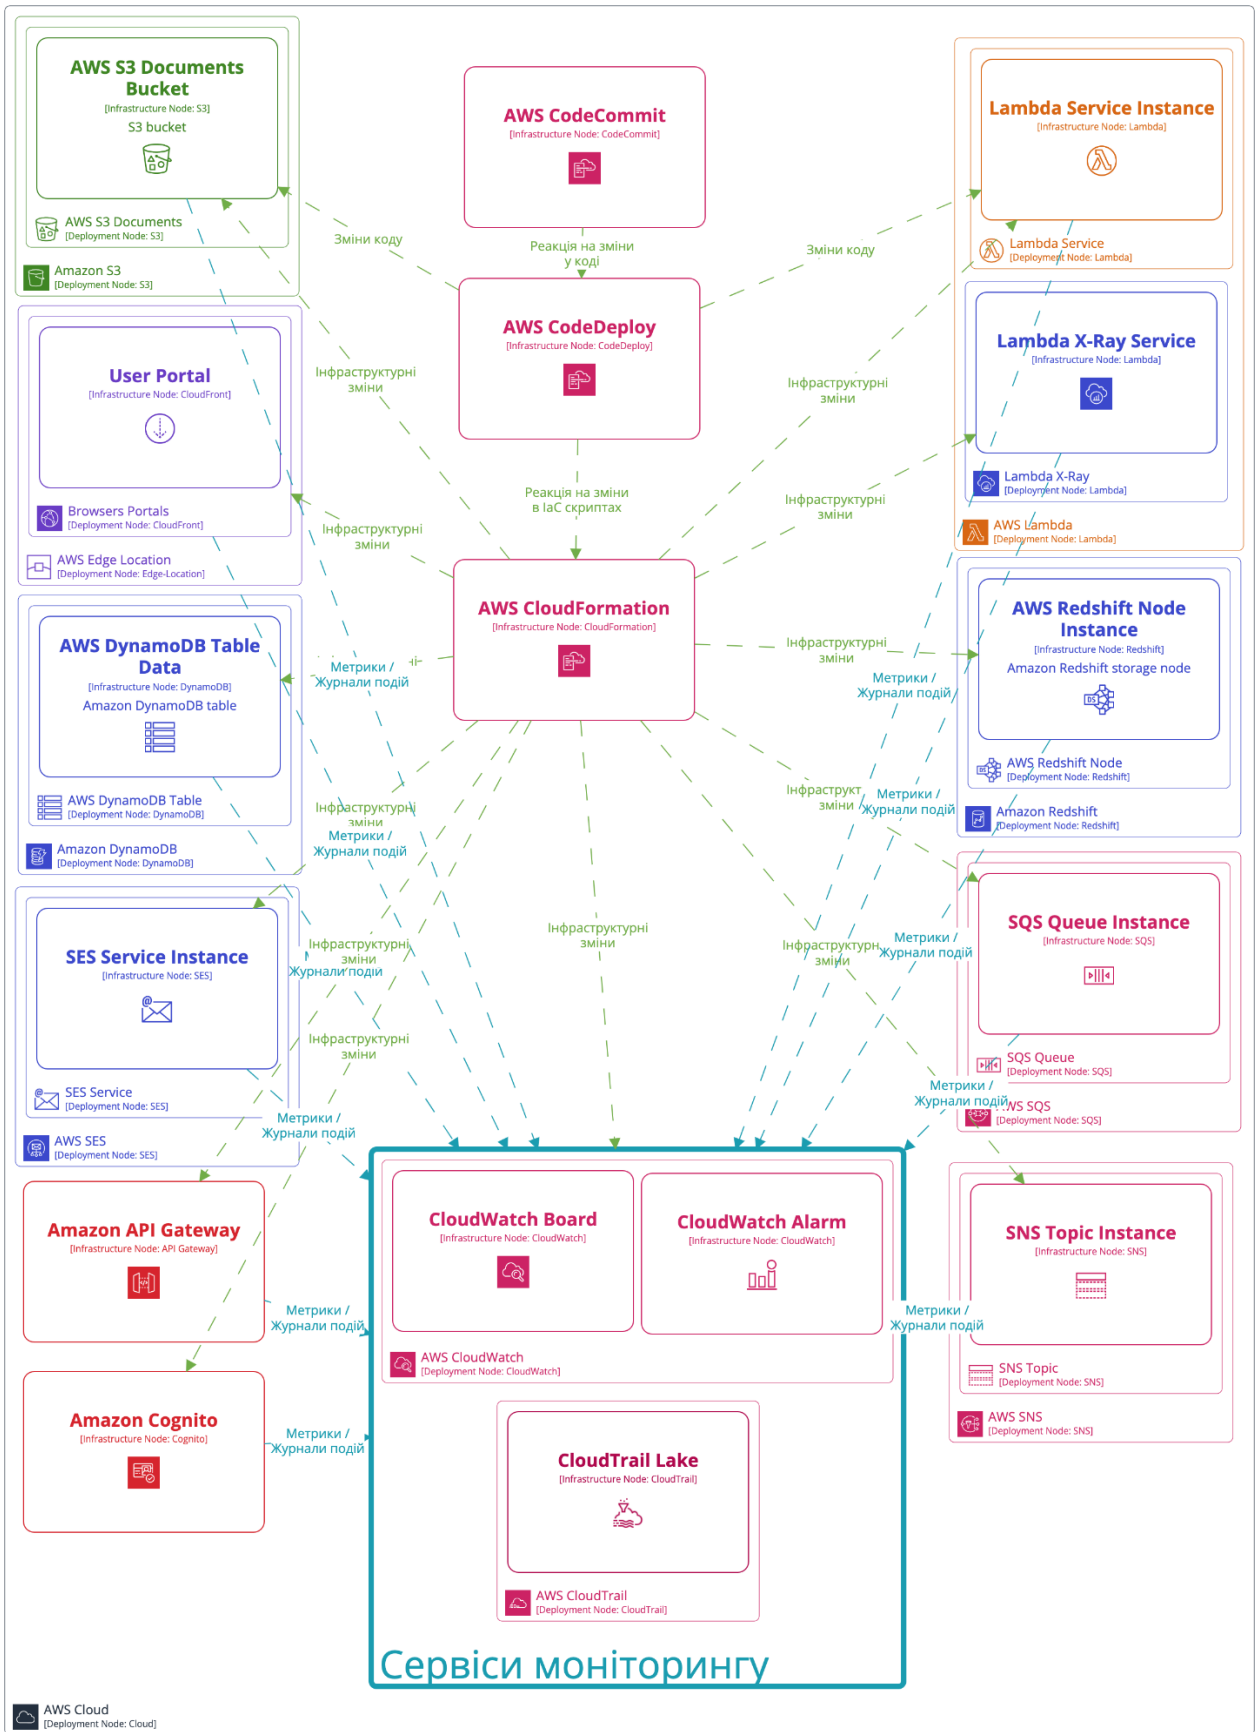 AWS S3 Documents
Bucket
[Infrastructure Node: S3]
S3 bucket
AWS S3 Documents
[Deployment Node: S3]
Amazon S3
[Deployment Node: S3]
AWS CodeCommit
[Infrastructure Node: CodeCommit]
Lambda Service Instance
[Infrastructure Node: Lambda]
Lambda Service
[Deployment Node: Lambda]
Зміни коду
Реакція на зміни
у коді
Зміни коду
User Portal
[Infrastructure Node: CloudFront]
Browsers Portals
[Deployment Node: CloudFront]
AWS Edge Location
[Deployment Node: Edge-Location]
AWS CodeDeploy
[Infrastructure Node: CodeDeploy]
Lambda X-Ray Service
[Infrastructure Node: Lambda]
Lambda X-Ray
[Deployment Node: Lambda]
AWS Lambda
[Deployment Node: Lambda]
Інфраструктурні
зміни
Інфраструктурні
зміни
Реакція на зміни
в IaC скриптах
Інфраструктурні
зміни
Інфраструктурні
зміни
AWS DynamoDB Table
Data
[Infrastructure Node: DynamoDB]
Amazon DynamoDB table
AWS DynamoDB Table
[Deployment Node: DynamoDB]
Amazon DynamoDB
[Deployment Node: DynamoDB]
AWS CloudFormation
[Infrastructure Node: CloudFormation]
AWS Redshift Node
Instance
[Infrastructure Node: Redshift]
Amazon Redshift storage node
AWS Redshift Node
[Deployment Node: Redshift]
Amazon Redshift
[Deployment Node: Redshift]
Інфраструктурні
зміни
Метрики /
Журнали подій
Метрики /
Журнали подій
Інфраструкт
зміни
Метрики /
Журнали подій
Інфраструктурні
зміни
Метрики /
Журнали подій
SES Service Instance
[Infrastructure Node: SES]
SES Service
[Deployment Node: SES]
AWS SES
[Deployment Node: SES]
Інфраструктурні
зміни
Журнали подій
Інфраструктурні
зміни
Інфраструктурн
зміни
Метрики /
Журнали подій
SQS Queue Instance
[Infrastructure Node: SQS]
SQS Queue
[Deployment Node: SQS]
AWS SQS
[Deployment Node: SQS]
Інфраструктурні
зміни
Метрики /
Журнали подій
Метрики /
Журнали подій
Amazon API Gateway
[Infrastructure Node: API Gateway]
CloudWatch Board
[Infrastructure Node: CloudWatch]
CloudWatch Alarm
[Infrastructure Node: CloudWatch]
AWS CloudWatch
[Deployment Node: CloudWatch]
SNS Topic Instance
[Infrastructure Node: SNS]
SNS Topic
[Deployment Node: SNS]
AWS SNS
[Deployment Node: SNS]
Метрики /
Журнали подій
Метрики /
Журнали подій
Amazon Cognito
[Infrastructure Node: Cognito]
Метрики /
Журнали подій
CloudTrail Lake
[Infrastructure Node: CloudTrail]
AWS CloudTrail
[Deployment Node: CloudTrail]
Сервіси моніторингу
AWS Cloud
[Deployment Node: Cloud]